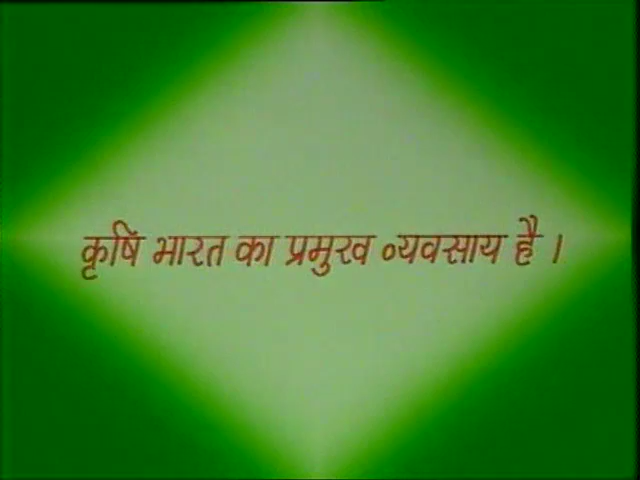 कृषि भारत का प्रमुख व्यवसाय है ।